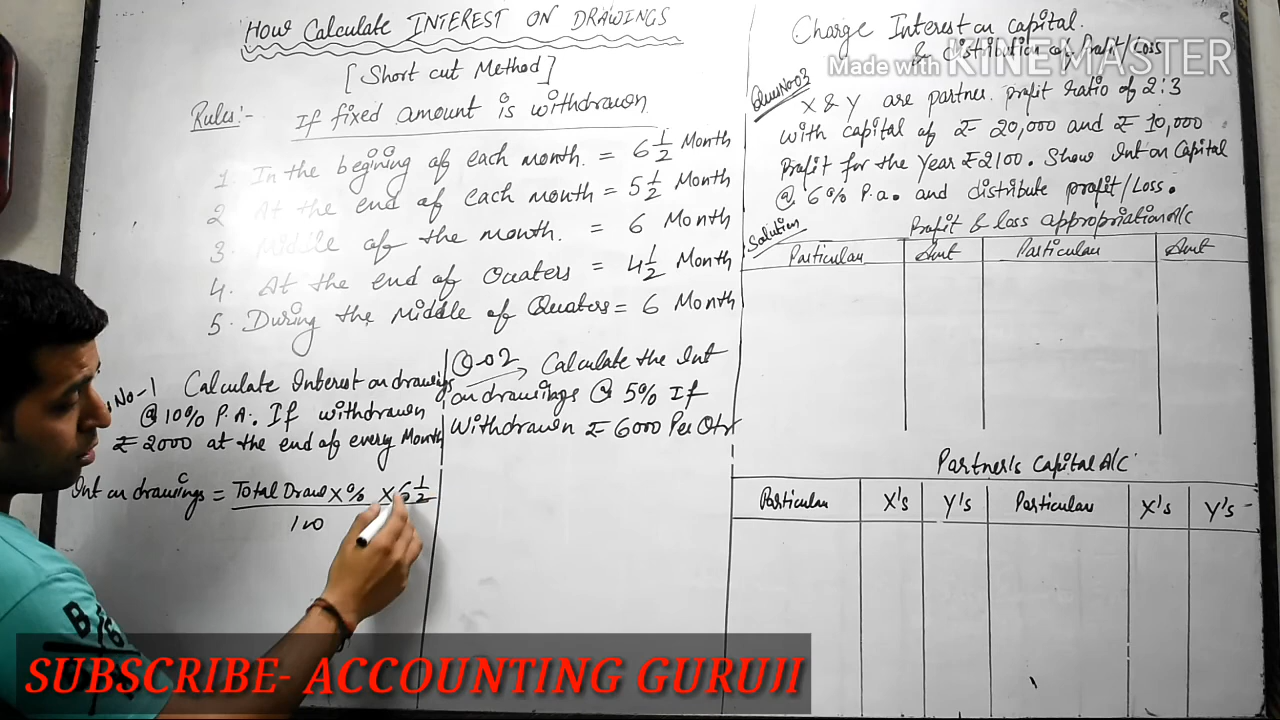 HOW Calculate INTEREST ON DRAWINGS
[Short cut Method]
Rules:- If fixed amount is withdrawn
1. In the begining of each month. = 6 1/2 Month
2. At the end of each month = 5 1/2 Month
3. Middle of the month. = 6 Month
4. At the end of Quaters = 4 1/2 Month
5. During the Middle of Quaters = 6 Month
No-1 Calculate Interest on drawings
@ 10% P.A. If withdrawn
₹ 2000 at the end of every Month
Int on drawings = Total Draw X % X 6 1/2
100
Q-02 → Calculate the Int
on drawings @ 5% If
Withdrawn ₹ 6000 Per Qtr
Charge Interest on capital.
& distribution of Profit/Loss
Made with KINEMASTER
Ques No 03
X & Y are partner. profit ratio of 2:3
with capital of ₹ 20,000 and ₹ 10,000
Profit for the Year ₹ 2100. Show Int on Capital
@ 6% P.a. and distribute profit/Loss.
Solution
Profit & loss appropriation A/c
Particular Amt Particular Amt
Partner's Capital A/C
Particular X's Y's Particular X's Y's
SUBSCRIBE- ACCOUNTING GURUJI